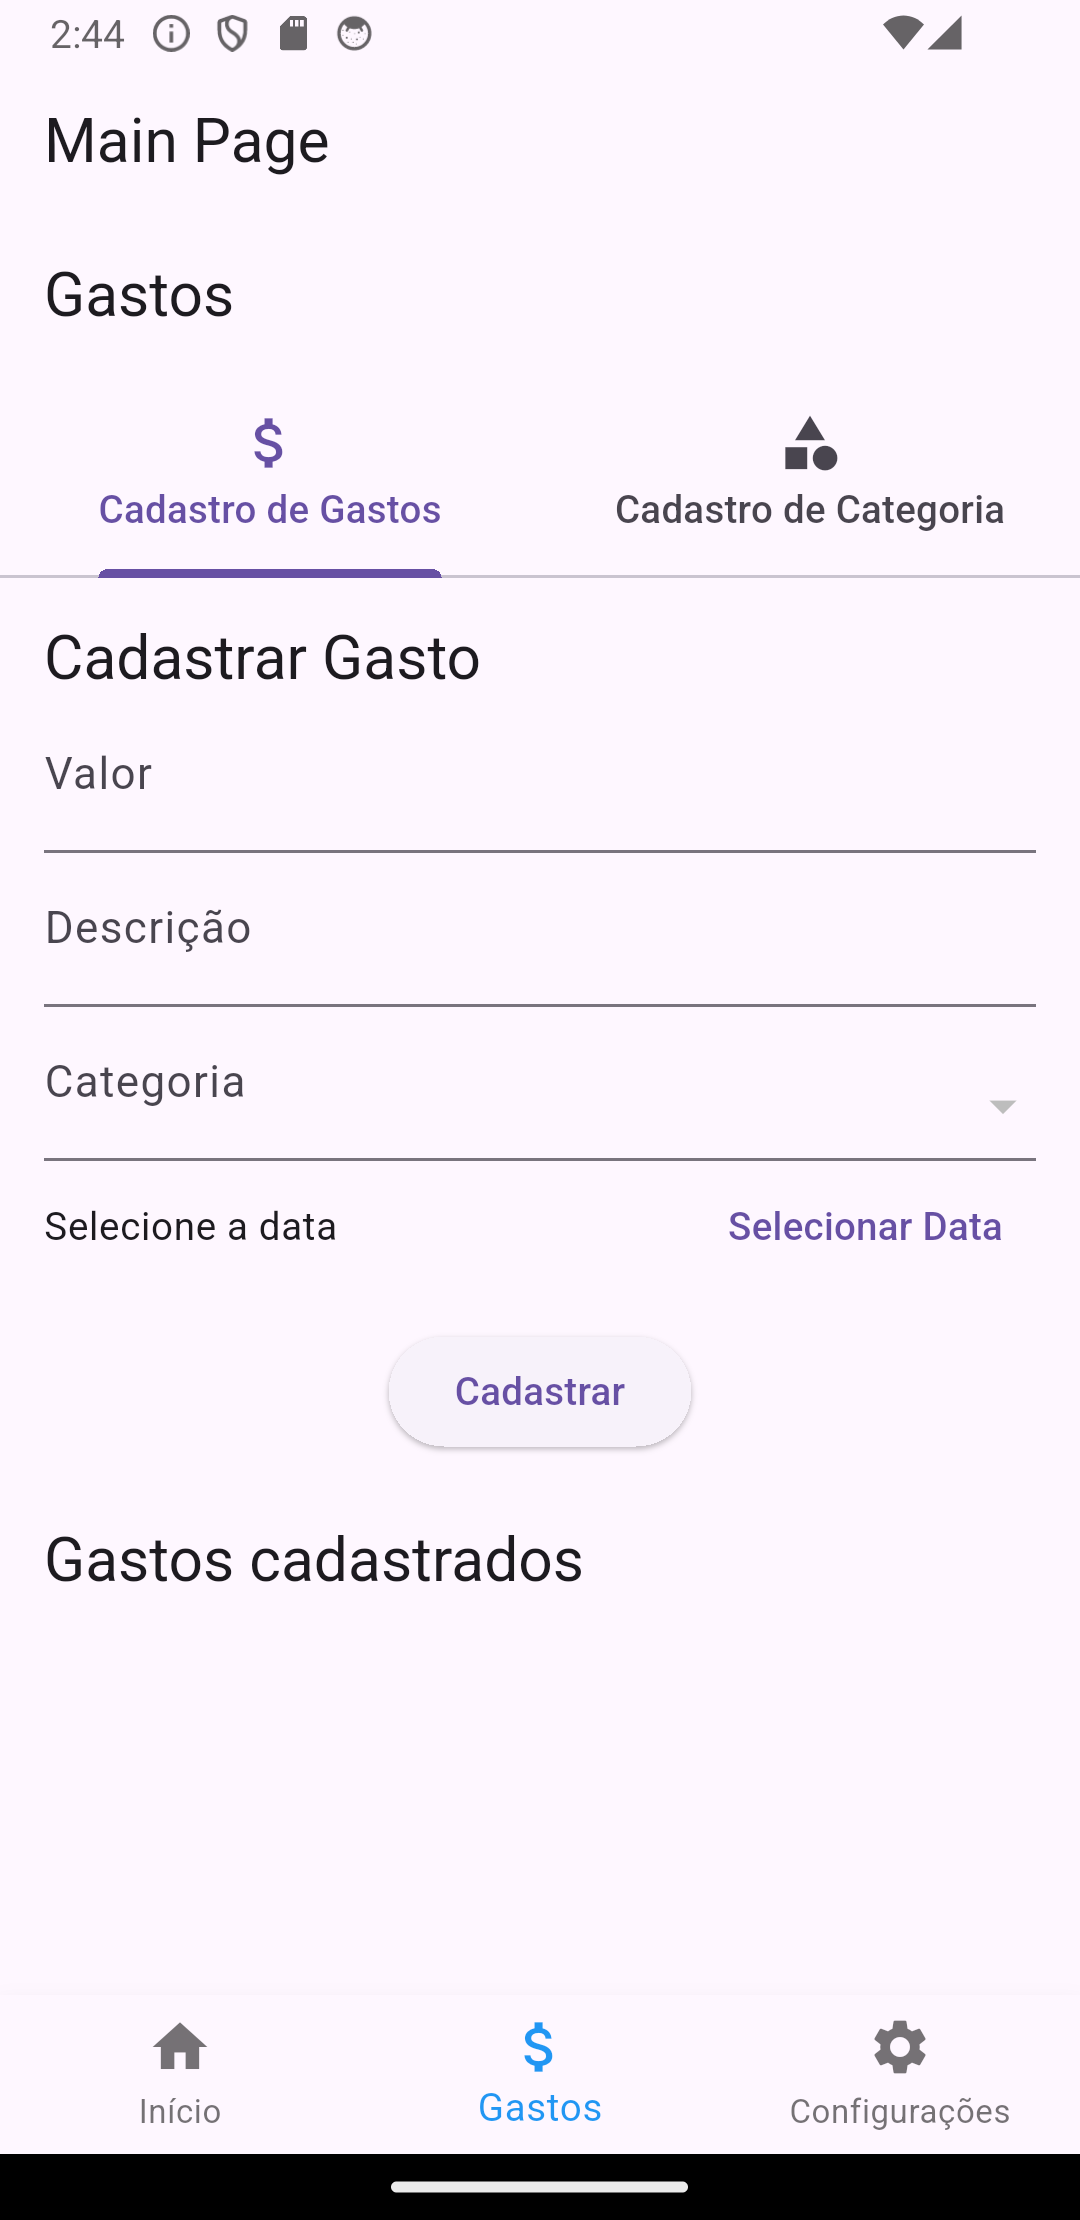 2:44
Main Page
Gastos
Cadastro de Gastos
Cadastro de Categoria
Cadastrar Gasto
Valor
Descrição
Categoria
Selecione a data
Selecionar Data
Cadastrar
Gastos cadastrados
Início
Gastos
Configurações